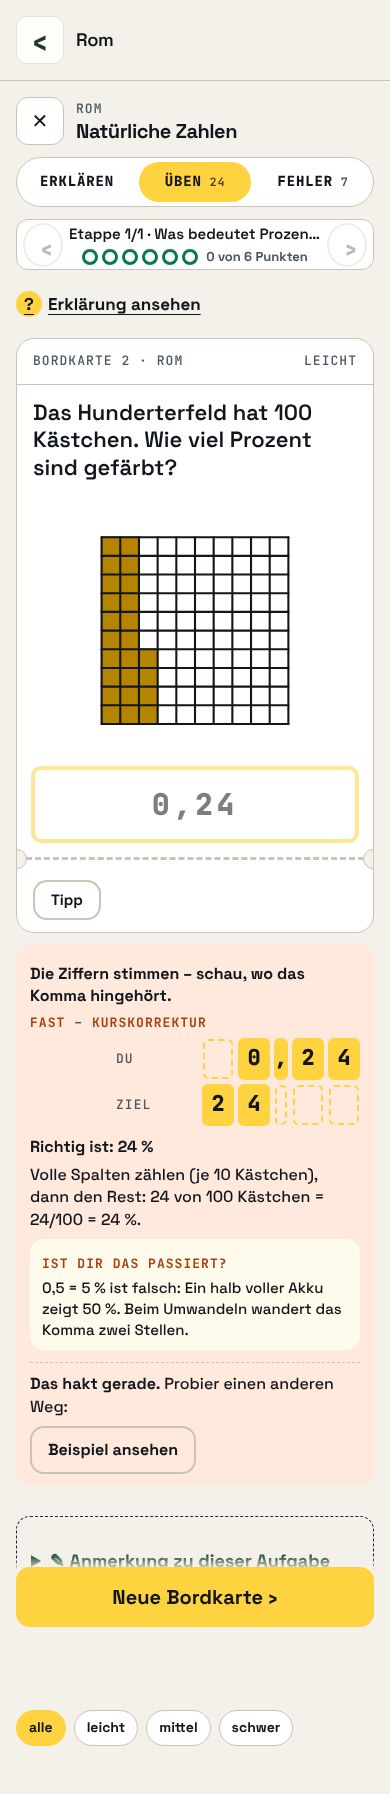 < Rom
× ROM
Natürliche Zahlen
ERKLÄREN ÜBEN 24 FEHLER 7
< Etappe 1/1 · Was bedeutet Prozen… >
0 von 6 Punkten
? Erklärung ansehen
BORDKARTE 2 · ROM LEICHT
Das Hunderterfeld hat 100
Kästchen. Wie viel Prozent
sind gefärbt?
0,24
Tipp
Die Ziffern stimmen – schau, wo das
Komma hingehört.
FAST – KURSKORREKTUR
DU 0 , 2 4
ZIEL 2 4
Richtig ist: 24 %
Volle Spalten zählen (je 10 Kästchen),
dann den Rest: 24 von 100 Kästchen =
24/100 = 24 %.
IST DIR DAS PASSIERT?
0,5 = 5 % ist falsch: Ein halb voller Akku
zeigt 50 %. Beim Umwandeln wandert das
Komma zwei Stellen.
Das hakt gerade. Probier einen anderen
Weg:
Beispiel ansehen
▶ ✎ Anmerkung zu dieser Aufgabe
Neue Bordkarte >
alle leicht mittel schwer